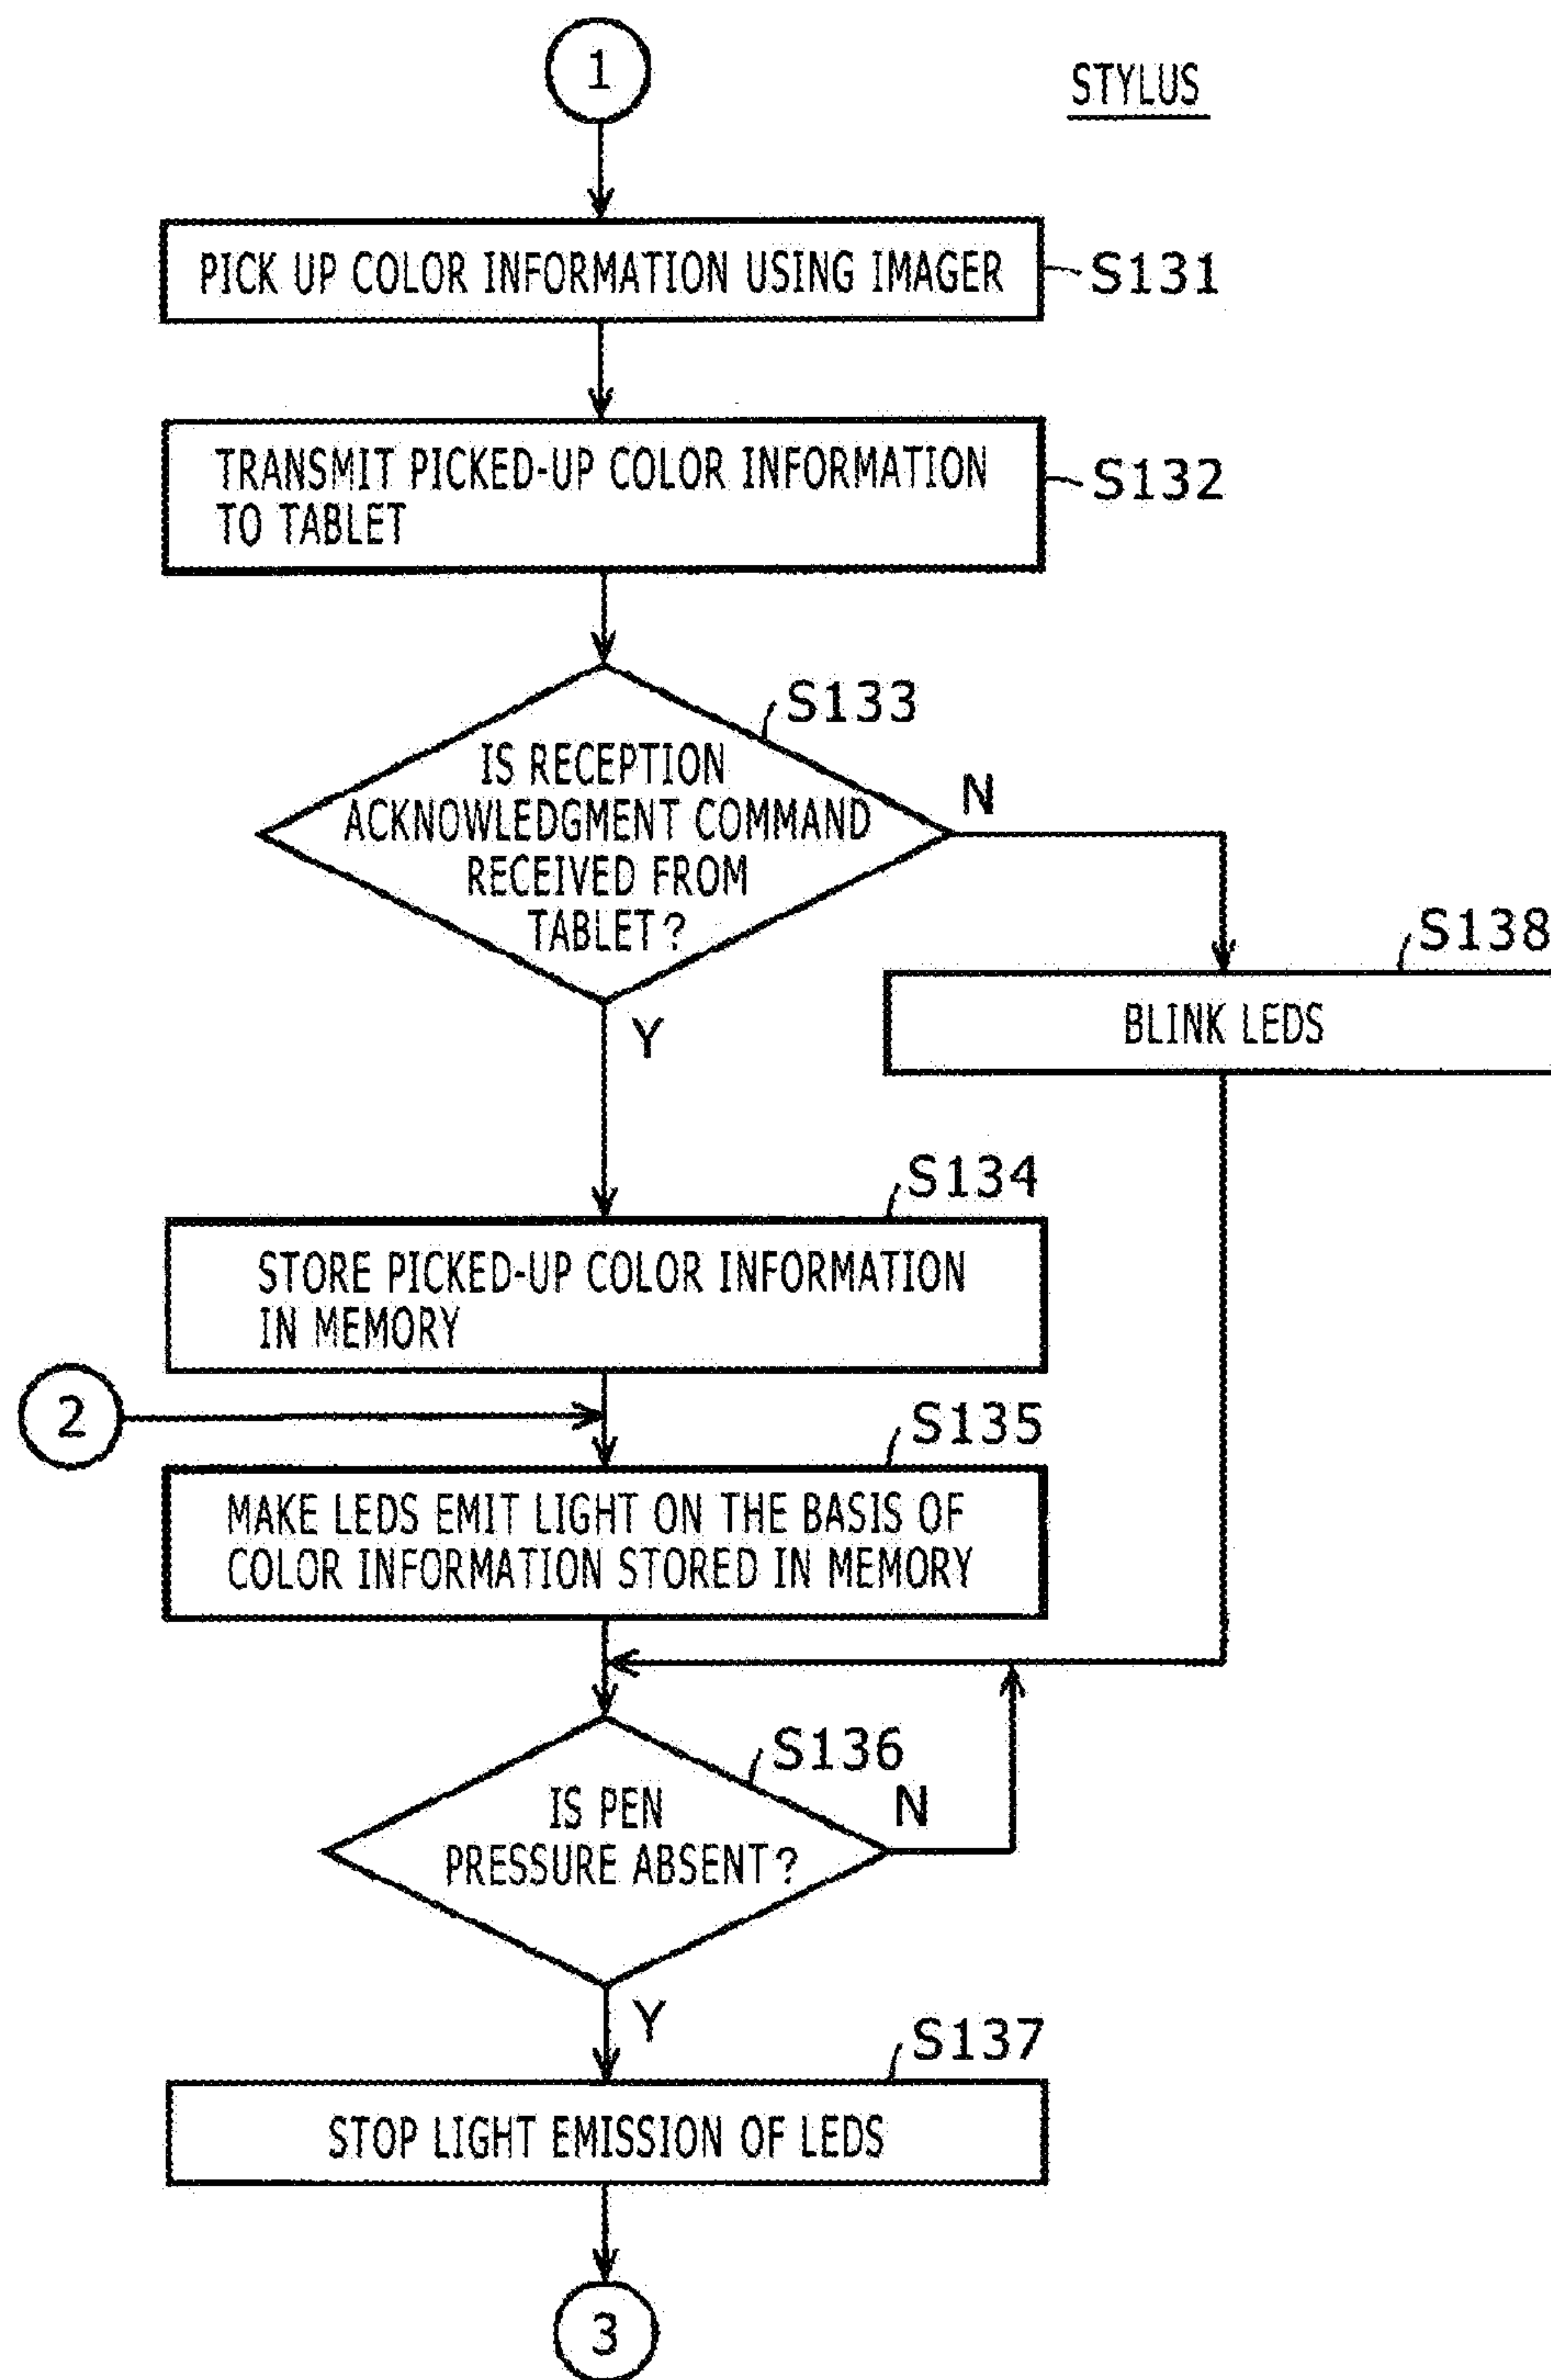 1
STYLUS
PICK UP COLOR INFORMATION USING IMAGER
S131
TRANSMIT PICKED-UP COLOR INFORMATION
TO TABLET
S132
S133
IS RECEPTION
ACKNOWLEDGMENT COMMAND
RECEIVED FROM
TABLET?
N
Y
S138
BLINK LEDS
S134
STORE PICKED-UP COLOR INFORMATION
IN MEMORY
2
S135
MAKE LEDS EMIT LIGHT ON THE BASIS OF
COLOR INFORMATION STORED IN MEMORY
S136
IS PEN
PRESSURE ABSENT?
N
Y
S137
STOP LIGHT EMISSION OF LEDS
3